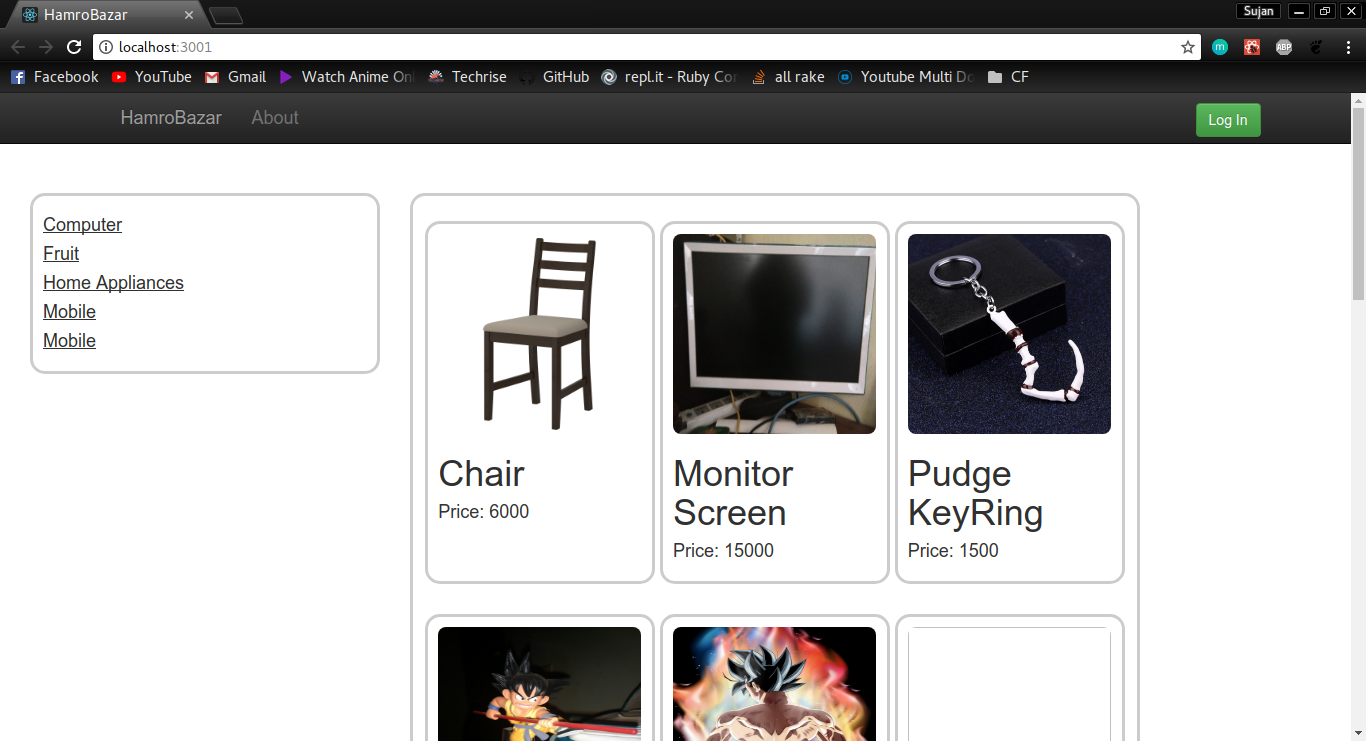 HamroBazar
Sujan
localhost:3001
Facebook YouTube Gmail Watch Anime Onl Techrise GitHub repl.it - Ruby Cor all rake Youtube Multi Do CF
HamroBazar About Log In
Computer
Fruit
Home Appliances
Mobile
Mobile
Chair
Price: 6000
Monitor
Screen
Price: 15000
Pudge
KeyRing
Price: 1500
m
ABP